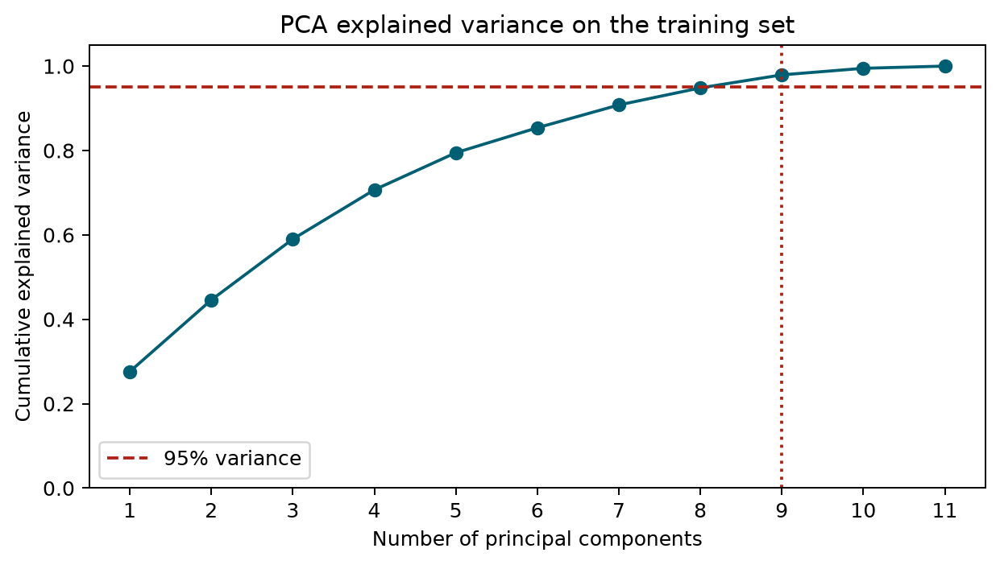 PCA explained variance on the training set
Cumulative explained variance
1.0
0.8
0.6
0.4
0.2
0.0
95% variance
1 2 3 4 5 6 7 8 9 10 11
Number of principal components